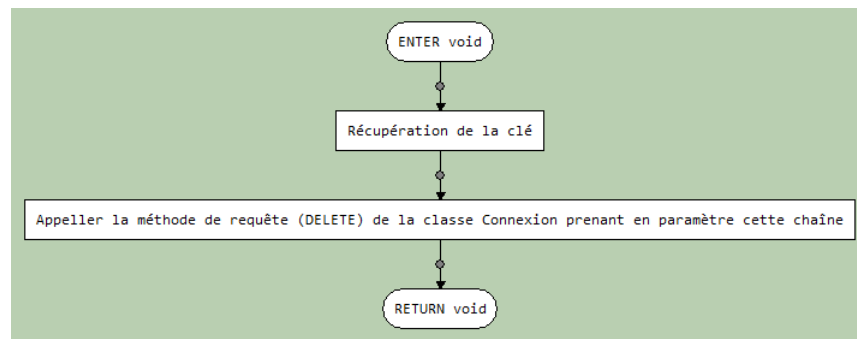 ENTER void
Récupération de la clé
Appeller la méthode de requête (DELETE) de la classe Connexion prenant en paramètre cette chaîne
RETURN void